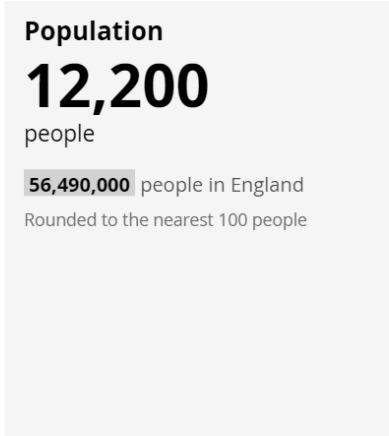 Population
12,200
people
56,490,000 people in England
Rounded to the nearest 100 people